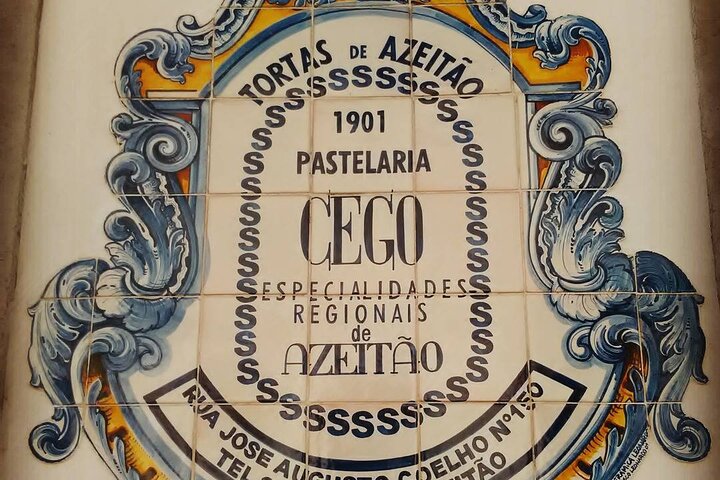 TORTAS DE AZEITÃO
1901
PASTELARIA
CEGO
ESPECIALIDADES
REGIONAIS
de
AZEITÃO
RUA JOSE AUGUSTO COELHO Nº150
TEL